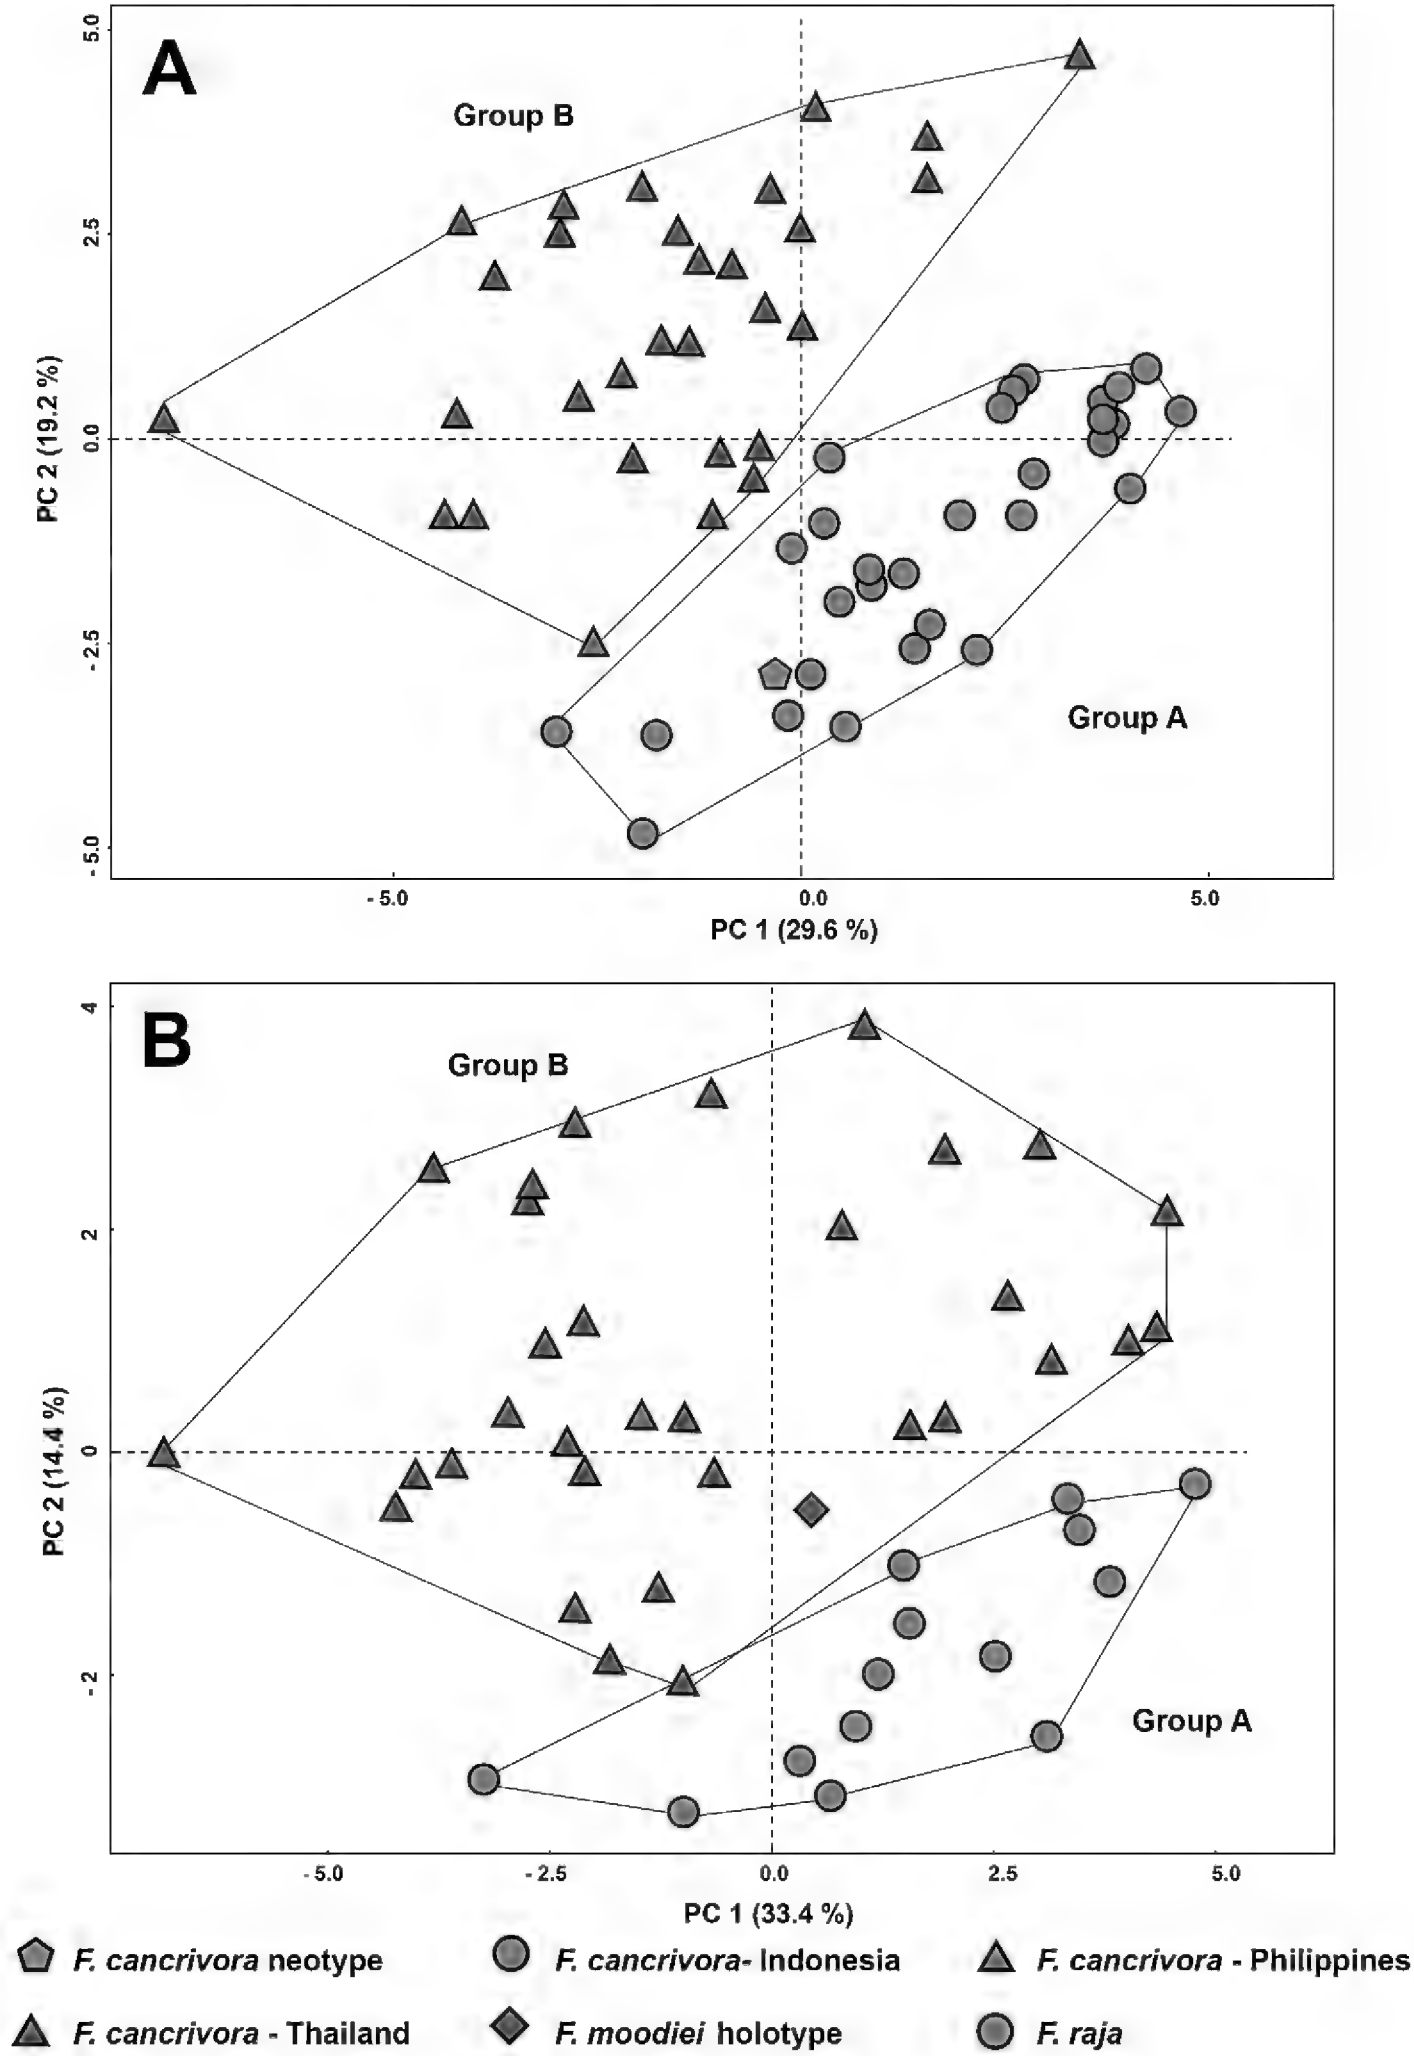 A
Group B
5.0
2.5
0.0
- 2.5
- 5.0
PC 2 (19.2 %)
Group A
- 5.0 0.0 5.0
PC 1 (29.6 %)
B
Group B
4
2
0
- 2
PC 2 (14.4 %)
Group A
- 5.0 - 2.5 0.0 2.5 5.0
PC 1 (33.4 %)
F. cancrivora neotype F. cancrivora- Indonesia F. cancrivora - Philippines
F. cancrivora - Thailand F. moodiei holotype F. raja